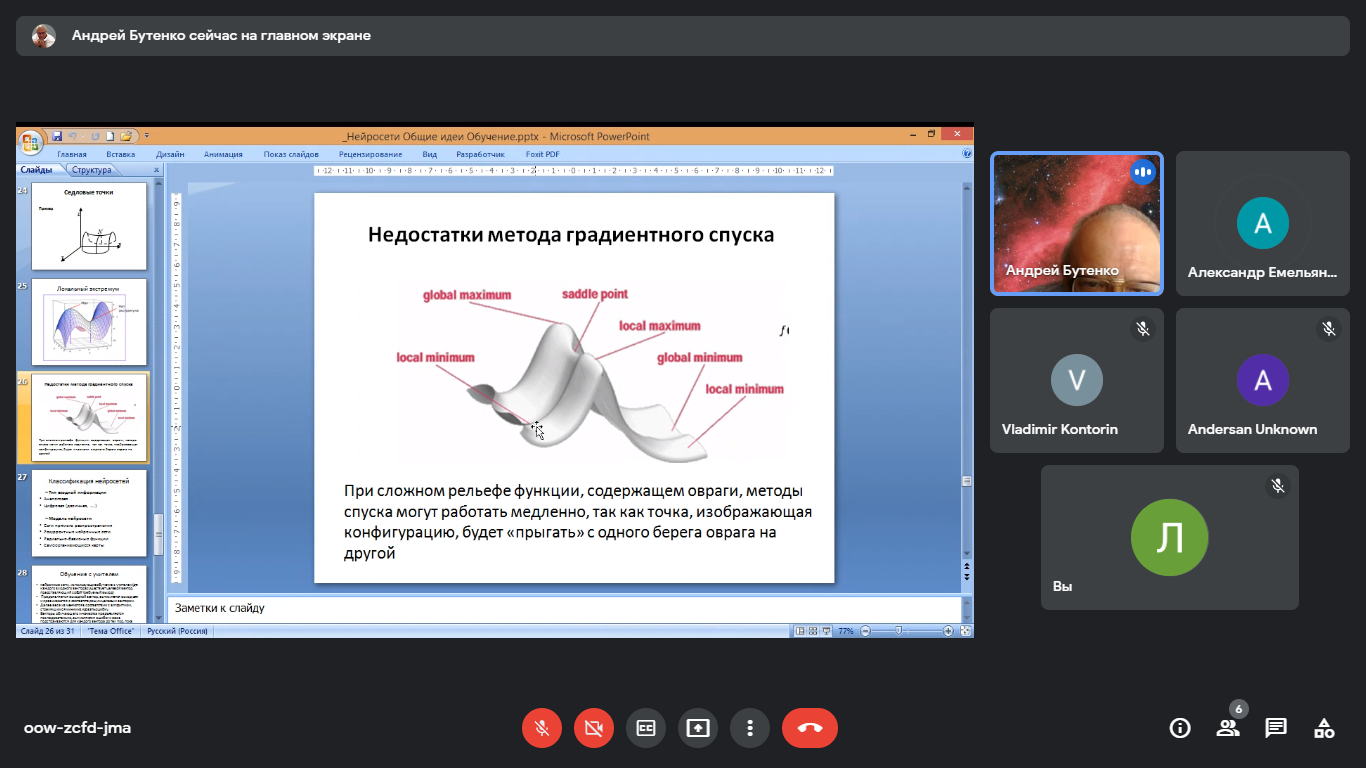 Андрей Бутенко сейчас на главном экране
_Нейросети Общие идеи Обучение.pptx - Microsoft PowerPoint
Главная Вставка Дизайн Анимация Показ слайдов Рецензирование Вид Разработчик Foxit PDF
Слайды Структура
24
Седловые точки
25
Локальный экстремум
26
Недостатки метода градиентного спуска
27
Классификация нейросетей
28
Обучение с учителем
Недостатки метода градиентного спуска
global maximum
saddle point
local maximum
local minimum
global minimum
local minimum
При сложном рельефе функции, содержащем овраги, методы
спуска могут работать медленно, так как точка, изображающая
конфигурацию, будет «прыгать» с одного берега оврага на
другой
Заметки к слайду
Слайд 26 из 31 "Тема Office" Русский (Россия) 77%
Андрей Бутенко
А
Александр Емельян...
V
Vladimir Kontorin
A
Andersan Unknown
Л
Вы
oow-zcfd-jma
6